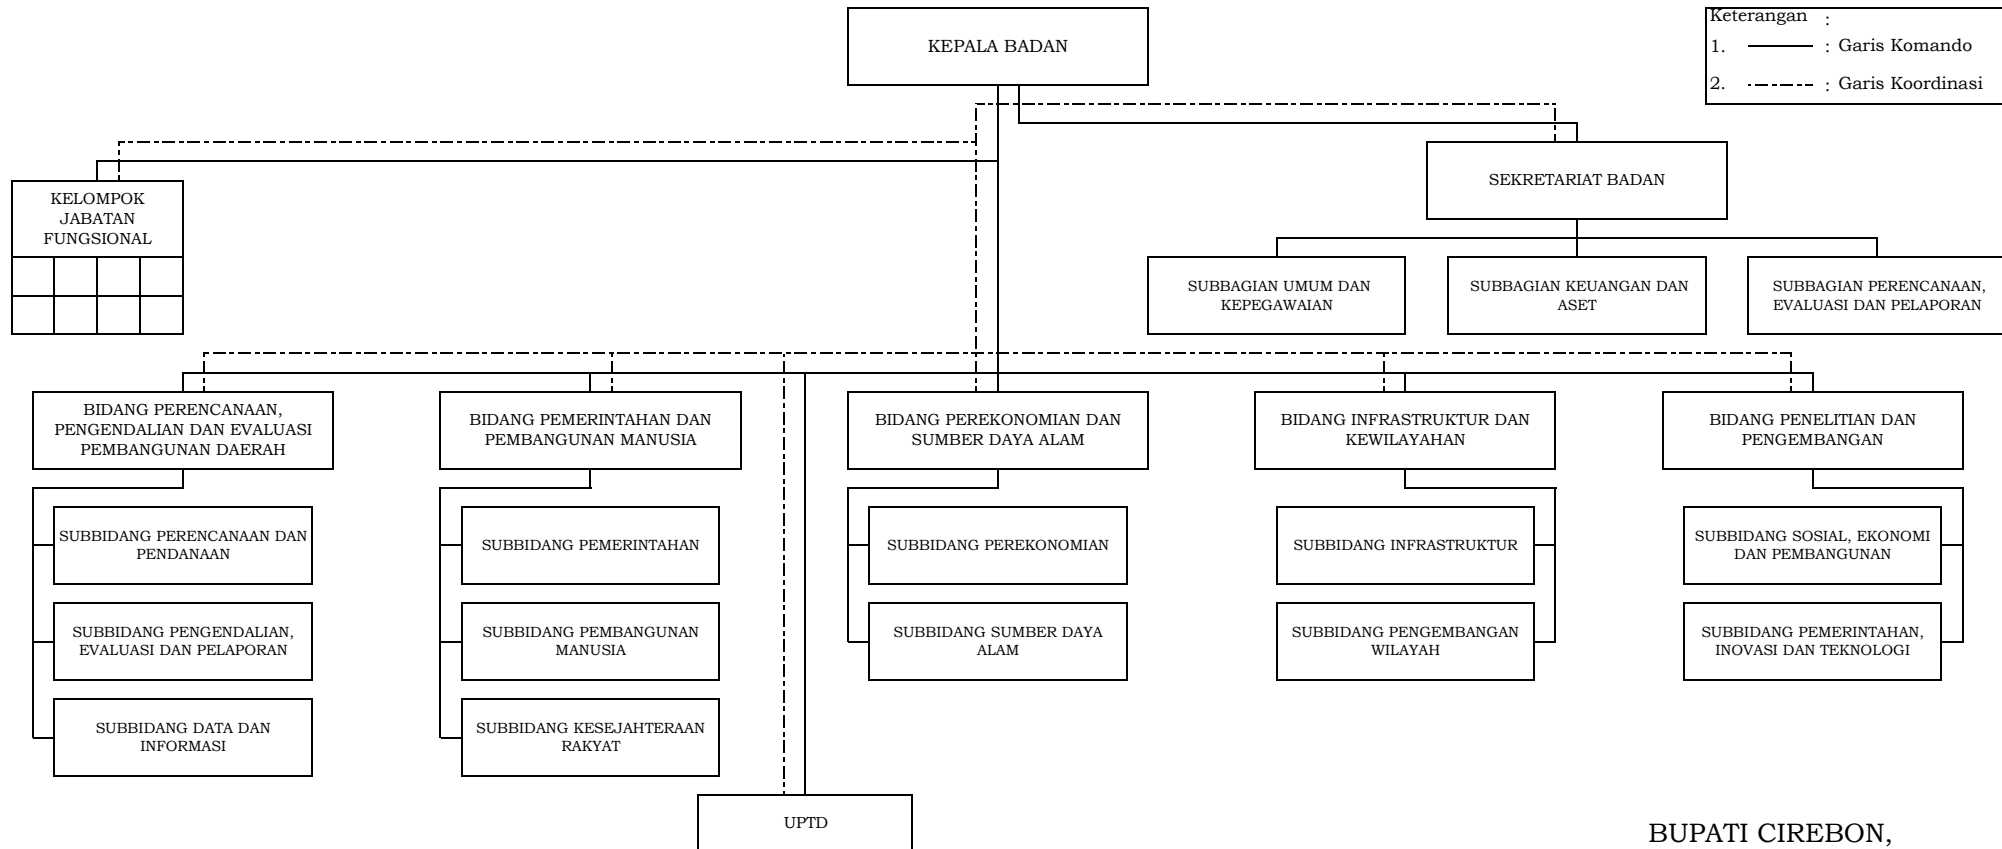 KEPALA BADAN
Keterangan :
1. : Garis Komando
2. : Garis Koordinasi
SEKRETARIAT BADAN
KELOMPOK
JABATAN
FUNGSIONAL
SUBBAGIAN UMUM DAN
KEPEGAWAIAN
SUBBAGIAN KEUANGAN DAN
ASET
SUBBAGIAN PERENCANAAN,
EVALUASI DAN PELAPORAN
BIDANG PERENCANAAN,
PENGENDALIAN DAN EVALUASI
PEMBANGUNAN DAERAH
BIDANG PEMERINTAHAN DAN
PEMBANGUNAN MANUSIA
BIDANG PEREKONOMIAN DAN
SUMBER DAYA ALAM
BIDANG INFRASTRUKTUR DAN
KEWILAYAHAN
BIDANG PENELITIAN DAN
PENGEMBANGAN
SUBBIDANG PERENCANAAN DAN
PENDANAAN
SUBBIDANG PEMERINTAHAN
SUBBIDANG PEREKONOMIAN
SUBBIDANG INFRASTRUKTUR
SUBBIDANG SOSIAL, EKONOMI
DAN PEMBANGUNAN
SUBBIDANG PENGENDALIAN,
EVALUASI DAN PELAPORAN
SUBBIDANG PEMBANGUNAN
MANUSIA
SUBBIDANG SUMBER DAYA
ALAM
SUBBIDANG PENGEMBANGAN
WILAYAH
SUBBIDANG PEMERINTAHAN,
INOVASI DAN TEKNOLOGI
SUBBIDANG DATA DAN
INFORMASI
SUBBIDANG KESEJAHTERAAN
RAKYAT
UPTD
BUPATI CIREBON,